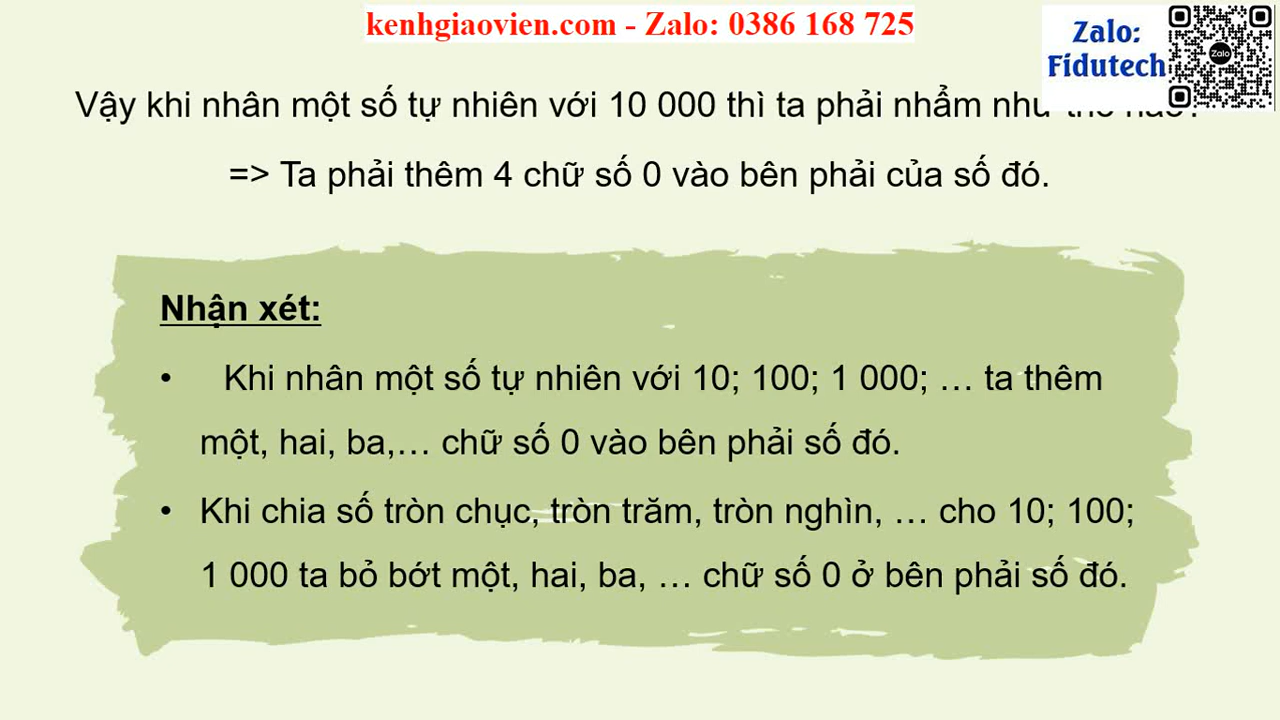 kenhgiaovien.com - Zalo: 0386 168 725
Zalo:
Fidutech
Zalo
Vậy khi nhân một số tự nhiên với 10 000 thì ta phải nhẩm như thế nào?
=> Ta phải thêm 4 chữ số 0 vào bên phải của số đó.
Nhận xét:
• Khi nhân một số tự nhiên với 10; 100; 1 000; … ta thêm
một, hai, ba,… chữ số 0 vào bên phải số đó.
• Khi chia số tròn chục, tròn trăm, tròn nghìn, … cho 10; 100;
1 000 ta bỏ bớt một, hai, ba, … chữ số 0 ở bên phải số đó.